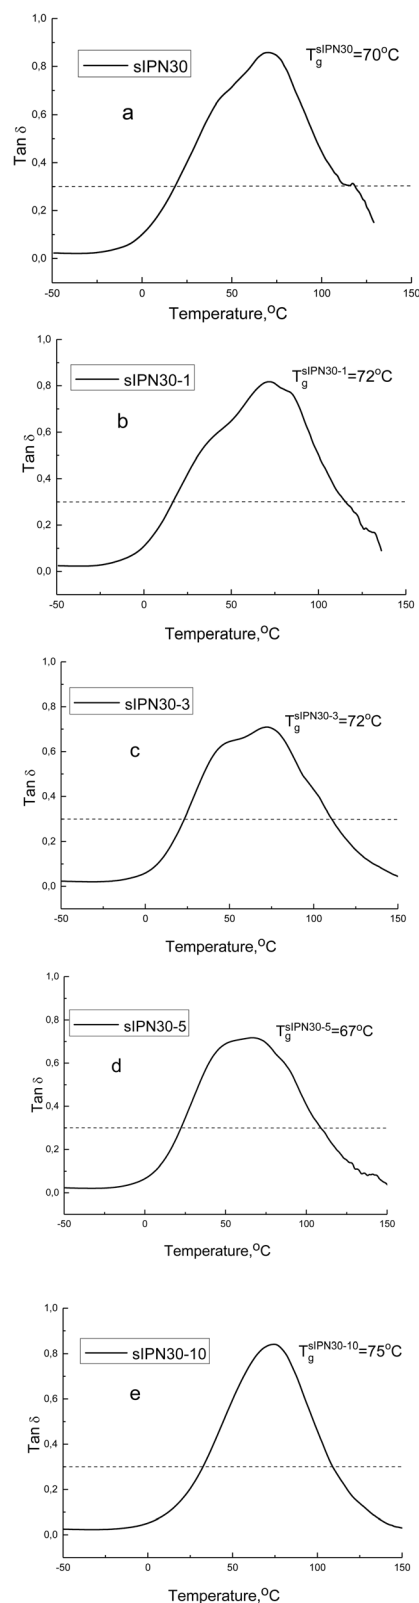 1,0
0,8
0,6
0,4
0,2
0,0
Tan δ
sIPN30
T_g^sIPN30=70°C
a
-50 0 50 100 150
Temperature,°C
1,0
0,8
0,6
0,4
0,2
0,0
Tan δ
sIPN30-1
T_g^sIPN30-1=72°C
b
-50 0 50 100 150
Temperature,°C
1,0
0,8
0,6
0,4
0,2
0,0
Tan δ
sIPN30-3
T_g^sIPN30-3=72°C
c
-50 0 50 100 150
Temperature,°C
1,0
0,8
0,6
0,4
0,2
0,0
Tan δ
sIPN30-5
T_g^sIPN30-5=67°C
d
-50 0 50 100 150
Temperature,°C
1,0
0,8
0,6
0,4
0,2
0,0
Tan δ
sIPN30-10
T_g^sIPN30-10=75°C
e
-50 0 50 100 150
Temperature,°C